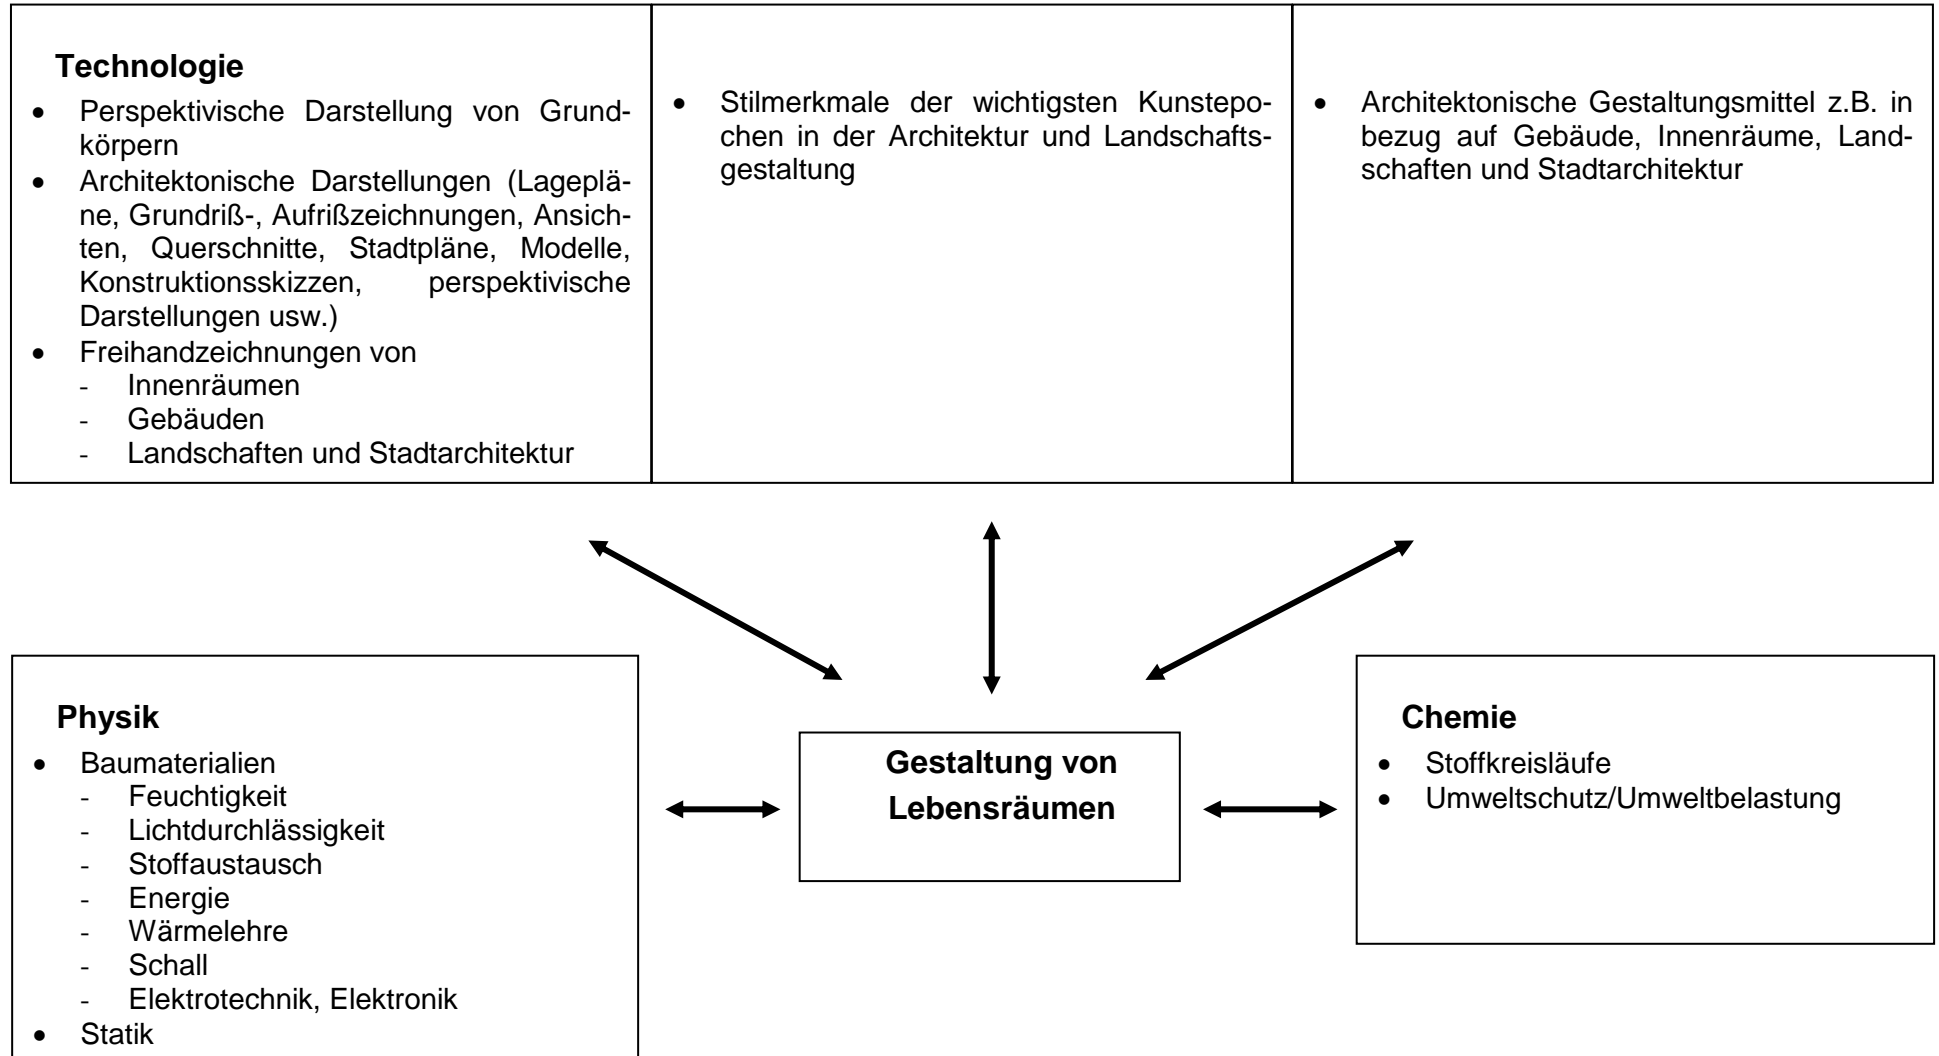 Technologie
• Perspektivische Darstellung von Grund-
körpern
• Architektonische Darstellungen (Lageplä-
ne, Grundriß-, Aufrißzeichnungen, Ansich-
ten, Querschnitte, Stadtpläne, Modelle,
Konstruktionsskizzen, perspektivische
Darstellungen usw.)
• Freihandzeichnungen von
- Innenräumen
- Gebäuden
- Landschaften und Stadtarchitektur
• Stilmerkmale der wichtigsten Kunstepo-
chen in der Architektur und Landschafts-
gestaltung
• Architektonische Gestaltungsmittel z.B. in
bezug auf Gebäude, Innenräume, Land-
schaften und Stadtarchitektur
Physik
• Baumaterialien
- Feuchtigkeit
- Lichtdurchlässigkeit
- Stoffaustausch
- Energie
- Wärmelehre
- Schall
- Elektrotechnik, Elektronik
• Statik
Gestaltung von
Lebensräumen
Chemie
• Stoffkreisläufe
• Umweltschutz/Umweltbelastung